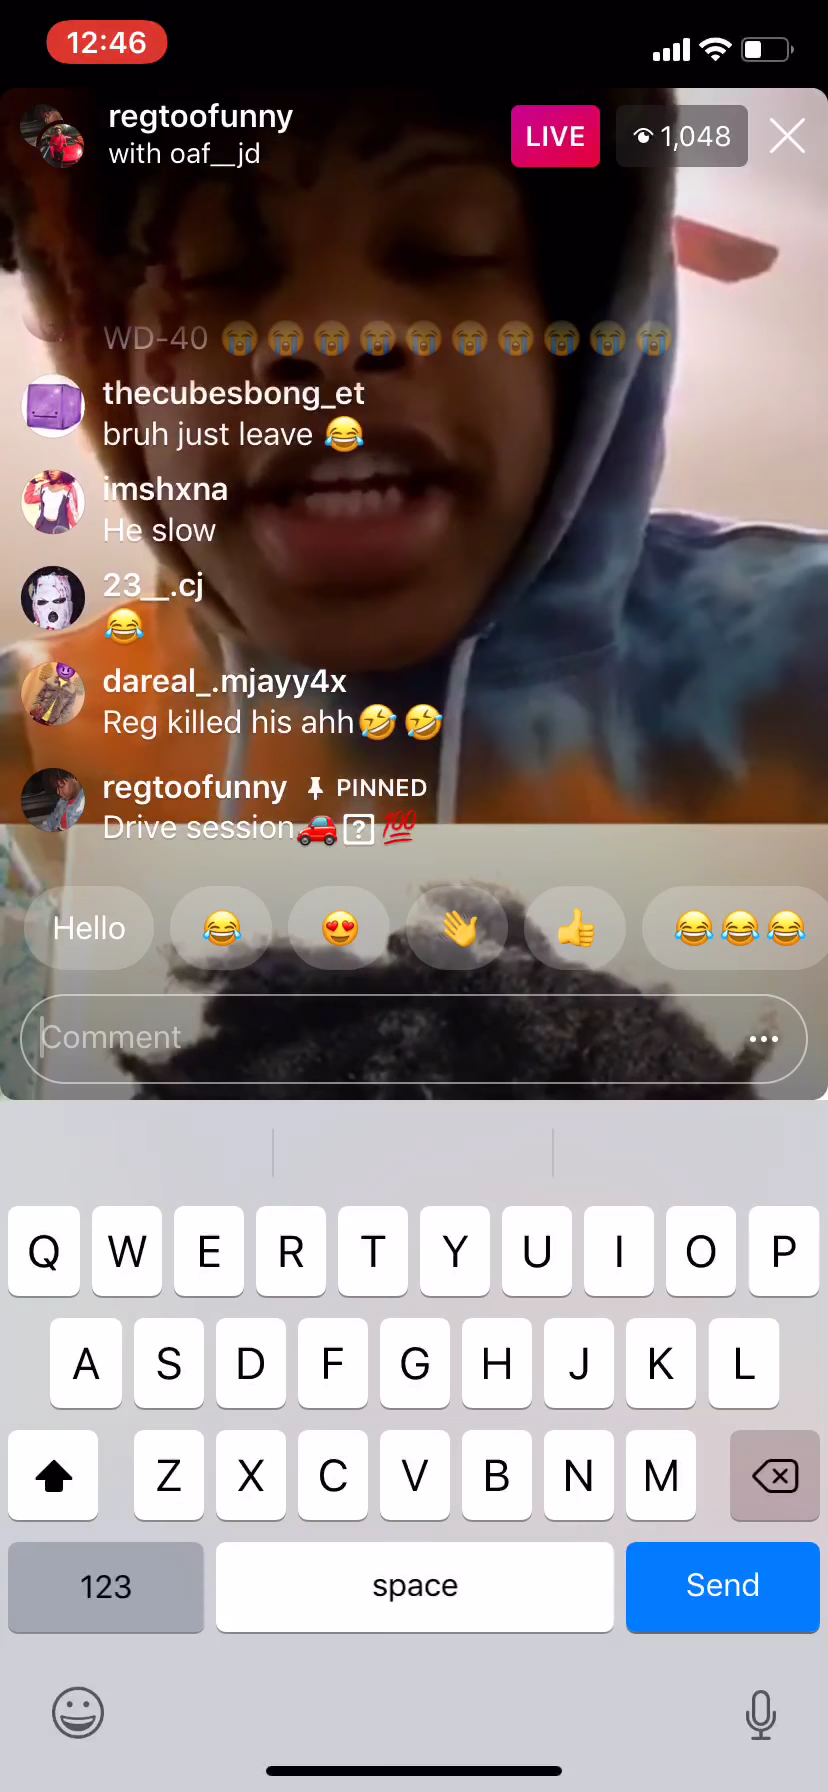 12:46
regtoofunny
with oaf__jd
LIVE
1,048
WD-40 😭😭😭😭😭😭😭😭😭😭
thecubesbong_et
bruh just leave 😂
imshxna
He slow
23__.cj
😂
dareal_.mjayy4x
Reg killed his ahh🤣🤣
regtoofunny PINNED
Drive session🚗⍰💯
Hello 😂 😍 👋 👍 😂😂😂
Comment
Q W E R T Y U I O P
A S D F G H J K L
Z X C V B N M
123 space Send